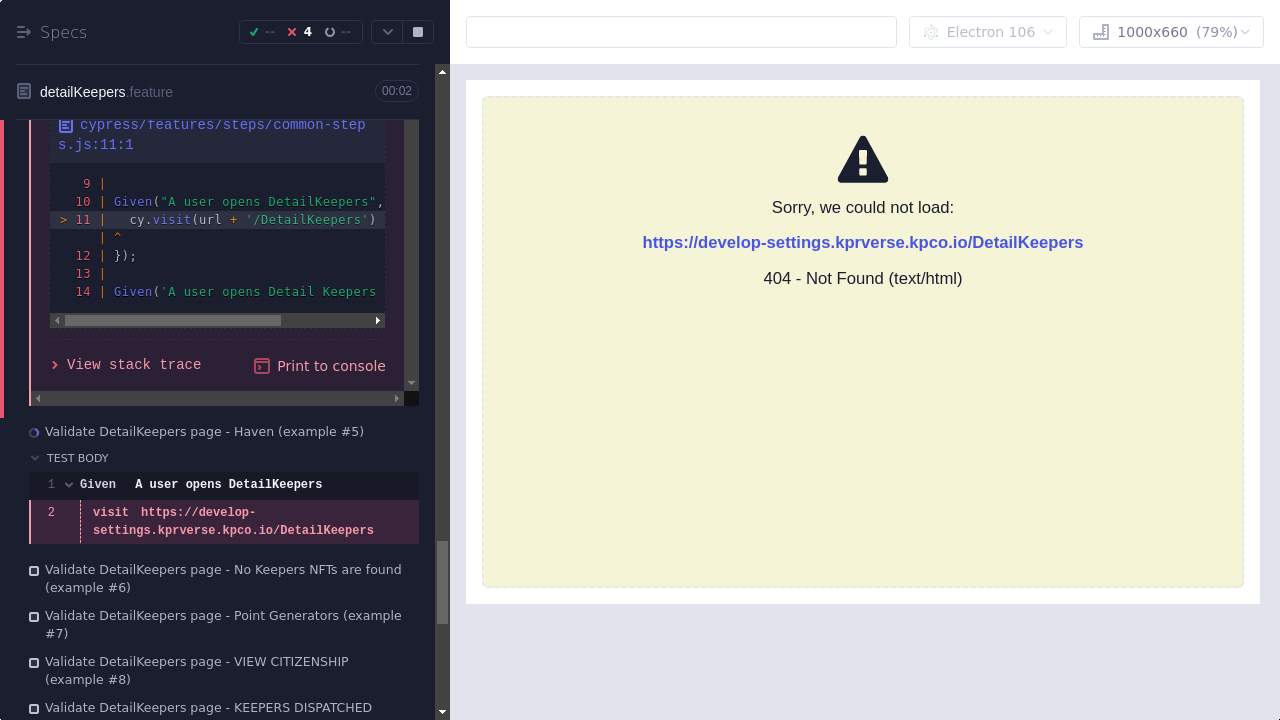 Specs
--
4
--
detailKeepers.feature
00:02
cypress/features/steps/common-step
s.js:11:1
9 |
10 | Given("A user opens DetailKeepers",
> 11 |   cy.visit(url + '/DetailKeepers')
| ^
12 | });
13 |
14 | Given('A user opens Detail Keepers
View stack trace
Print to console
Validate DetailKeepers page - Haven (example #5)
TEST BODY
1 Given A user opens DetailKeepers
2 visit https://develop-
settings.kprverse.kpco.io/DetailKeepers
Validate DetailKeepers page - No Keepers NFTs are found
(example #6)
Validate DetailKeepers page - Point Generators (example
#7)
Validate DetailKeepers page - VIEW CITIZENSHIP
(example #8)
Validate DetailKeepers page - KEEPERS DISPATCHED
Electron 106
1000x660 (79%)
Sorry, we could not load:
https://develop-settings.kprverse.kpco.io/DetailKeepers
404 - Not Found (text/html)